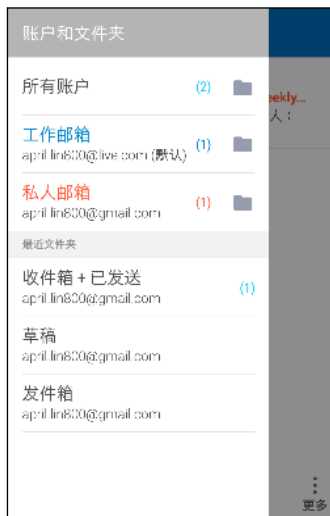 账户和文件夹
所有账户 (2)
eekly...
人：
工作邮箱 (1)
april.lin800@live.com (默认)
私人邮箱 (1)
april.lin800@gmail.com
最近文件夹
收件箱 + 已发送 (1)
april.lin800@gmail.com
草稿
april.lin800@gmail.com
发件箱
april.lin800@gmail.com
更多